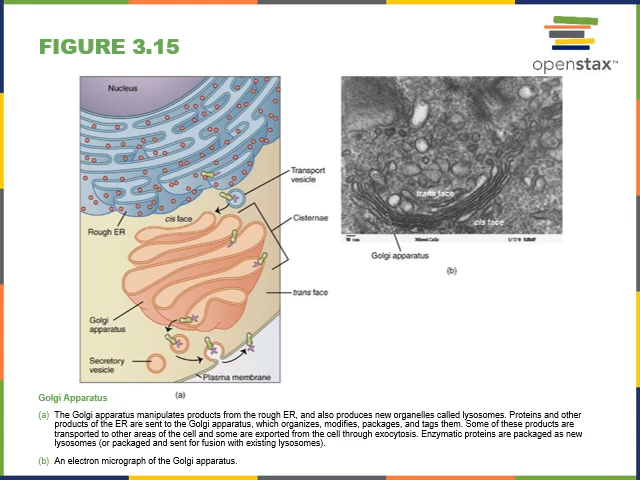 FIGURE 3.15
openstax™
Nucleus
Transport
vesicle
cis face
Cisternae
Rough ER
trans face
Golgi
apparatus
Secretory
vesicle
Plasma membrane
(a)
trans face
cis face
Golgi apparatus
(b)
Golgi Apparatus
(a) The Golgi apparatus manipulates products from the rough ER, and also produces new organelles called lysosomes. Proteins and other
products of the ER are sent to the Golgi apparatus, which organizes, modifies, packages, and tags them. Some of these products are
transported to other areas of the cell and some are exported from the cell through exocytosis. Enzymatic proteins are packaged as new
lysosomes (or packaged and sent for fusion with existing lysosomes).
(b) An electron micrograph of the Golgi apparatus.